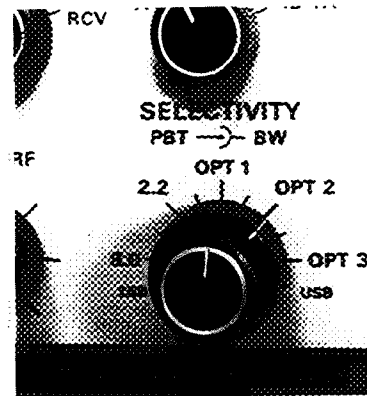 RCV
SELECTIVITY
PBT BW
RF
OPT 1
2.2 OPT 2
OPT 3
USB